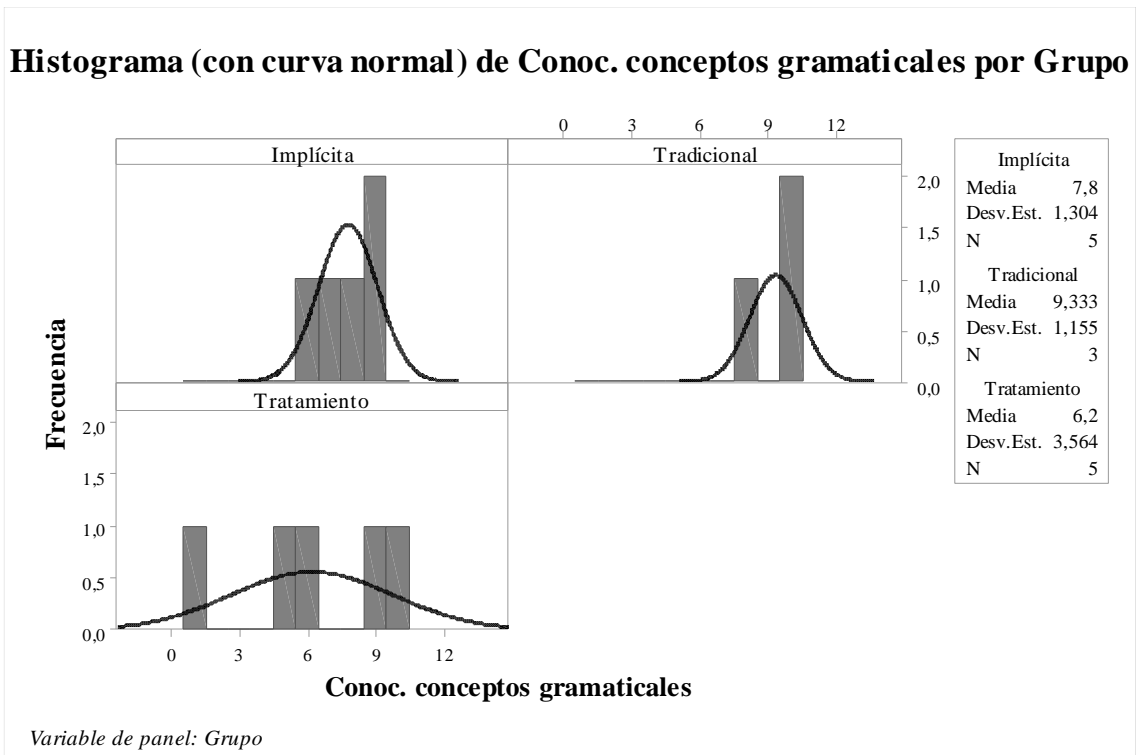 Histograma (con curva normal) de Conoc. conceptos gramaticales por Grupo
0 3 6 9 12
Implícita
Tradicional
2,0
1,5
1,0
0,5
0,0
Frecuencia
Tratamiento
2,0
1,5
1,0
0,5
0,0
0 3 6 9 12
Conoc. conceptos gramaticales
Implícita
Media 7,8
Desv.Est. 1,304
N 5
Tradicional
Media 9,333
Desv.Est. 1,155
N 3
Tratamiento
Media 6,2
Desv.Est. 3,564
N 5
Variable de panel: Grupo